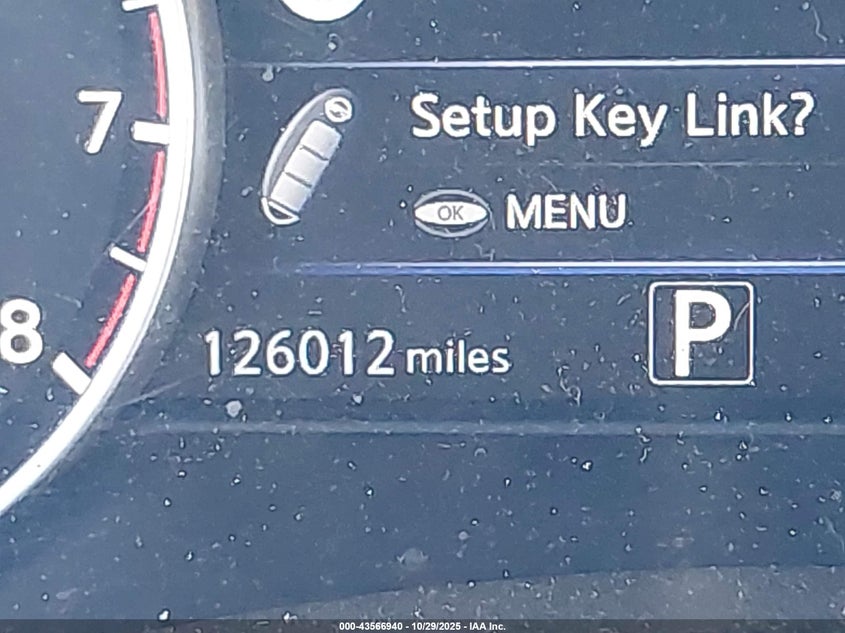 7
Setup Key Link?
OK MENU
8
126012 miles
P
000-43566940 - 10/29/2025 - IAA Inc.